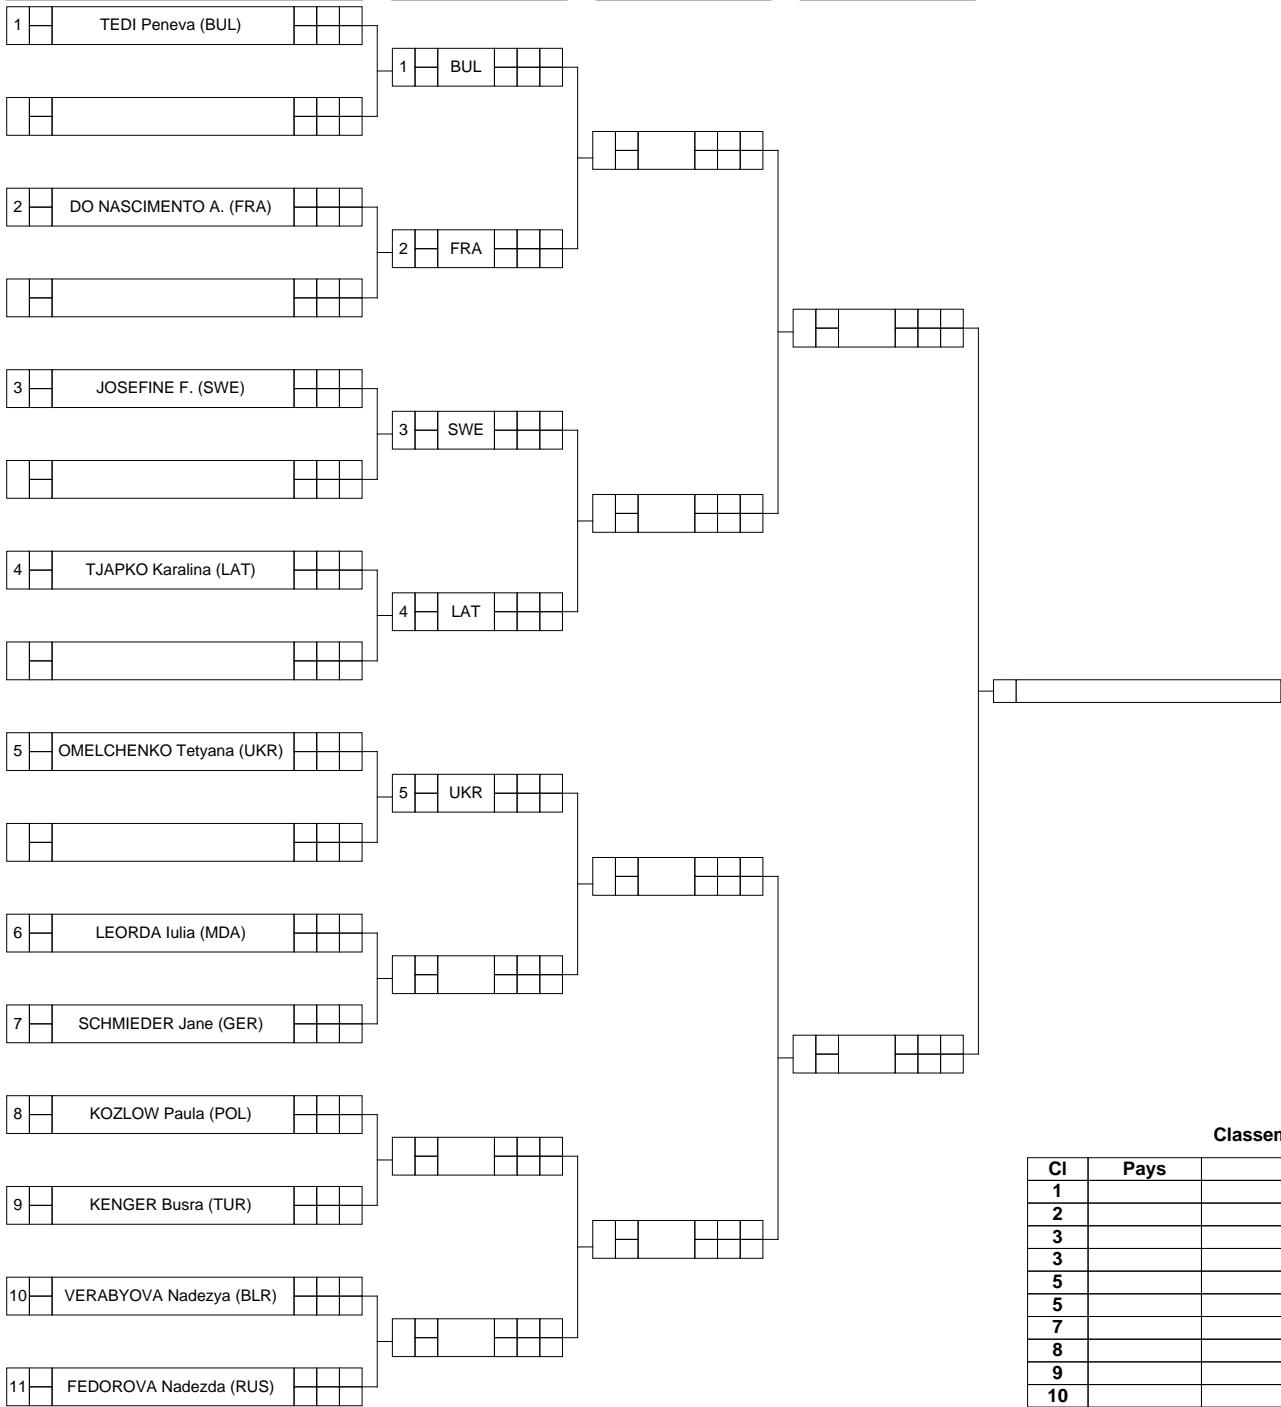 1 TEDI Peneva (BUL)
1 BUL
2 DO NASCIMENTO A. (FRA)
2 FRA
3 JOSEFINE F. (SWE)
3 SWE
4 TJAPKO Karalina (LAT)
4 LAT
5 OMELCHENKO Tetyana (UKR)
5 UKR
6 LEORDA Iulia (MDA)
7 SCHMIEDER Jane (GER)
8 KOZLOW Paula (POL)
9 KENGER Busra (TUR)
10 VERABYOVA Nadezya (BLR)
11 FEDOROVA Nadezda (RUS)
Classen
Cl Pays
1
2
3
3
5
5
7
8
9
10